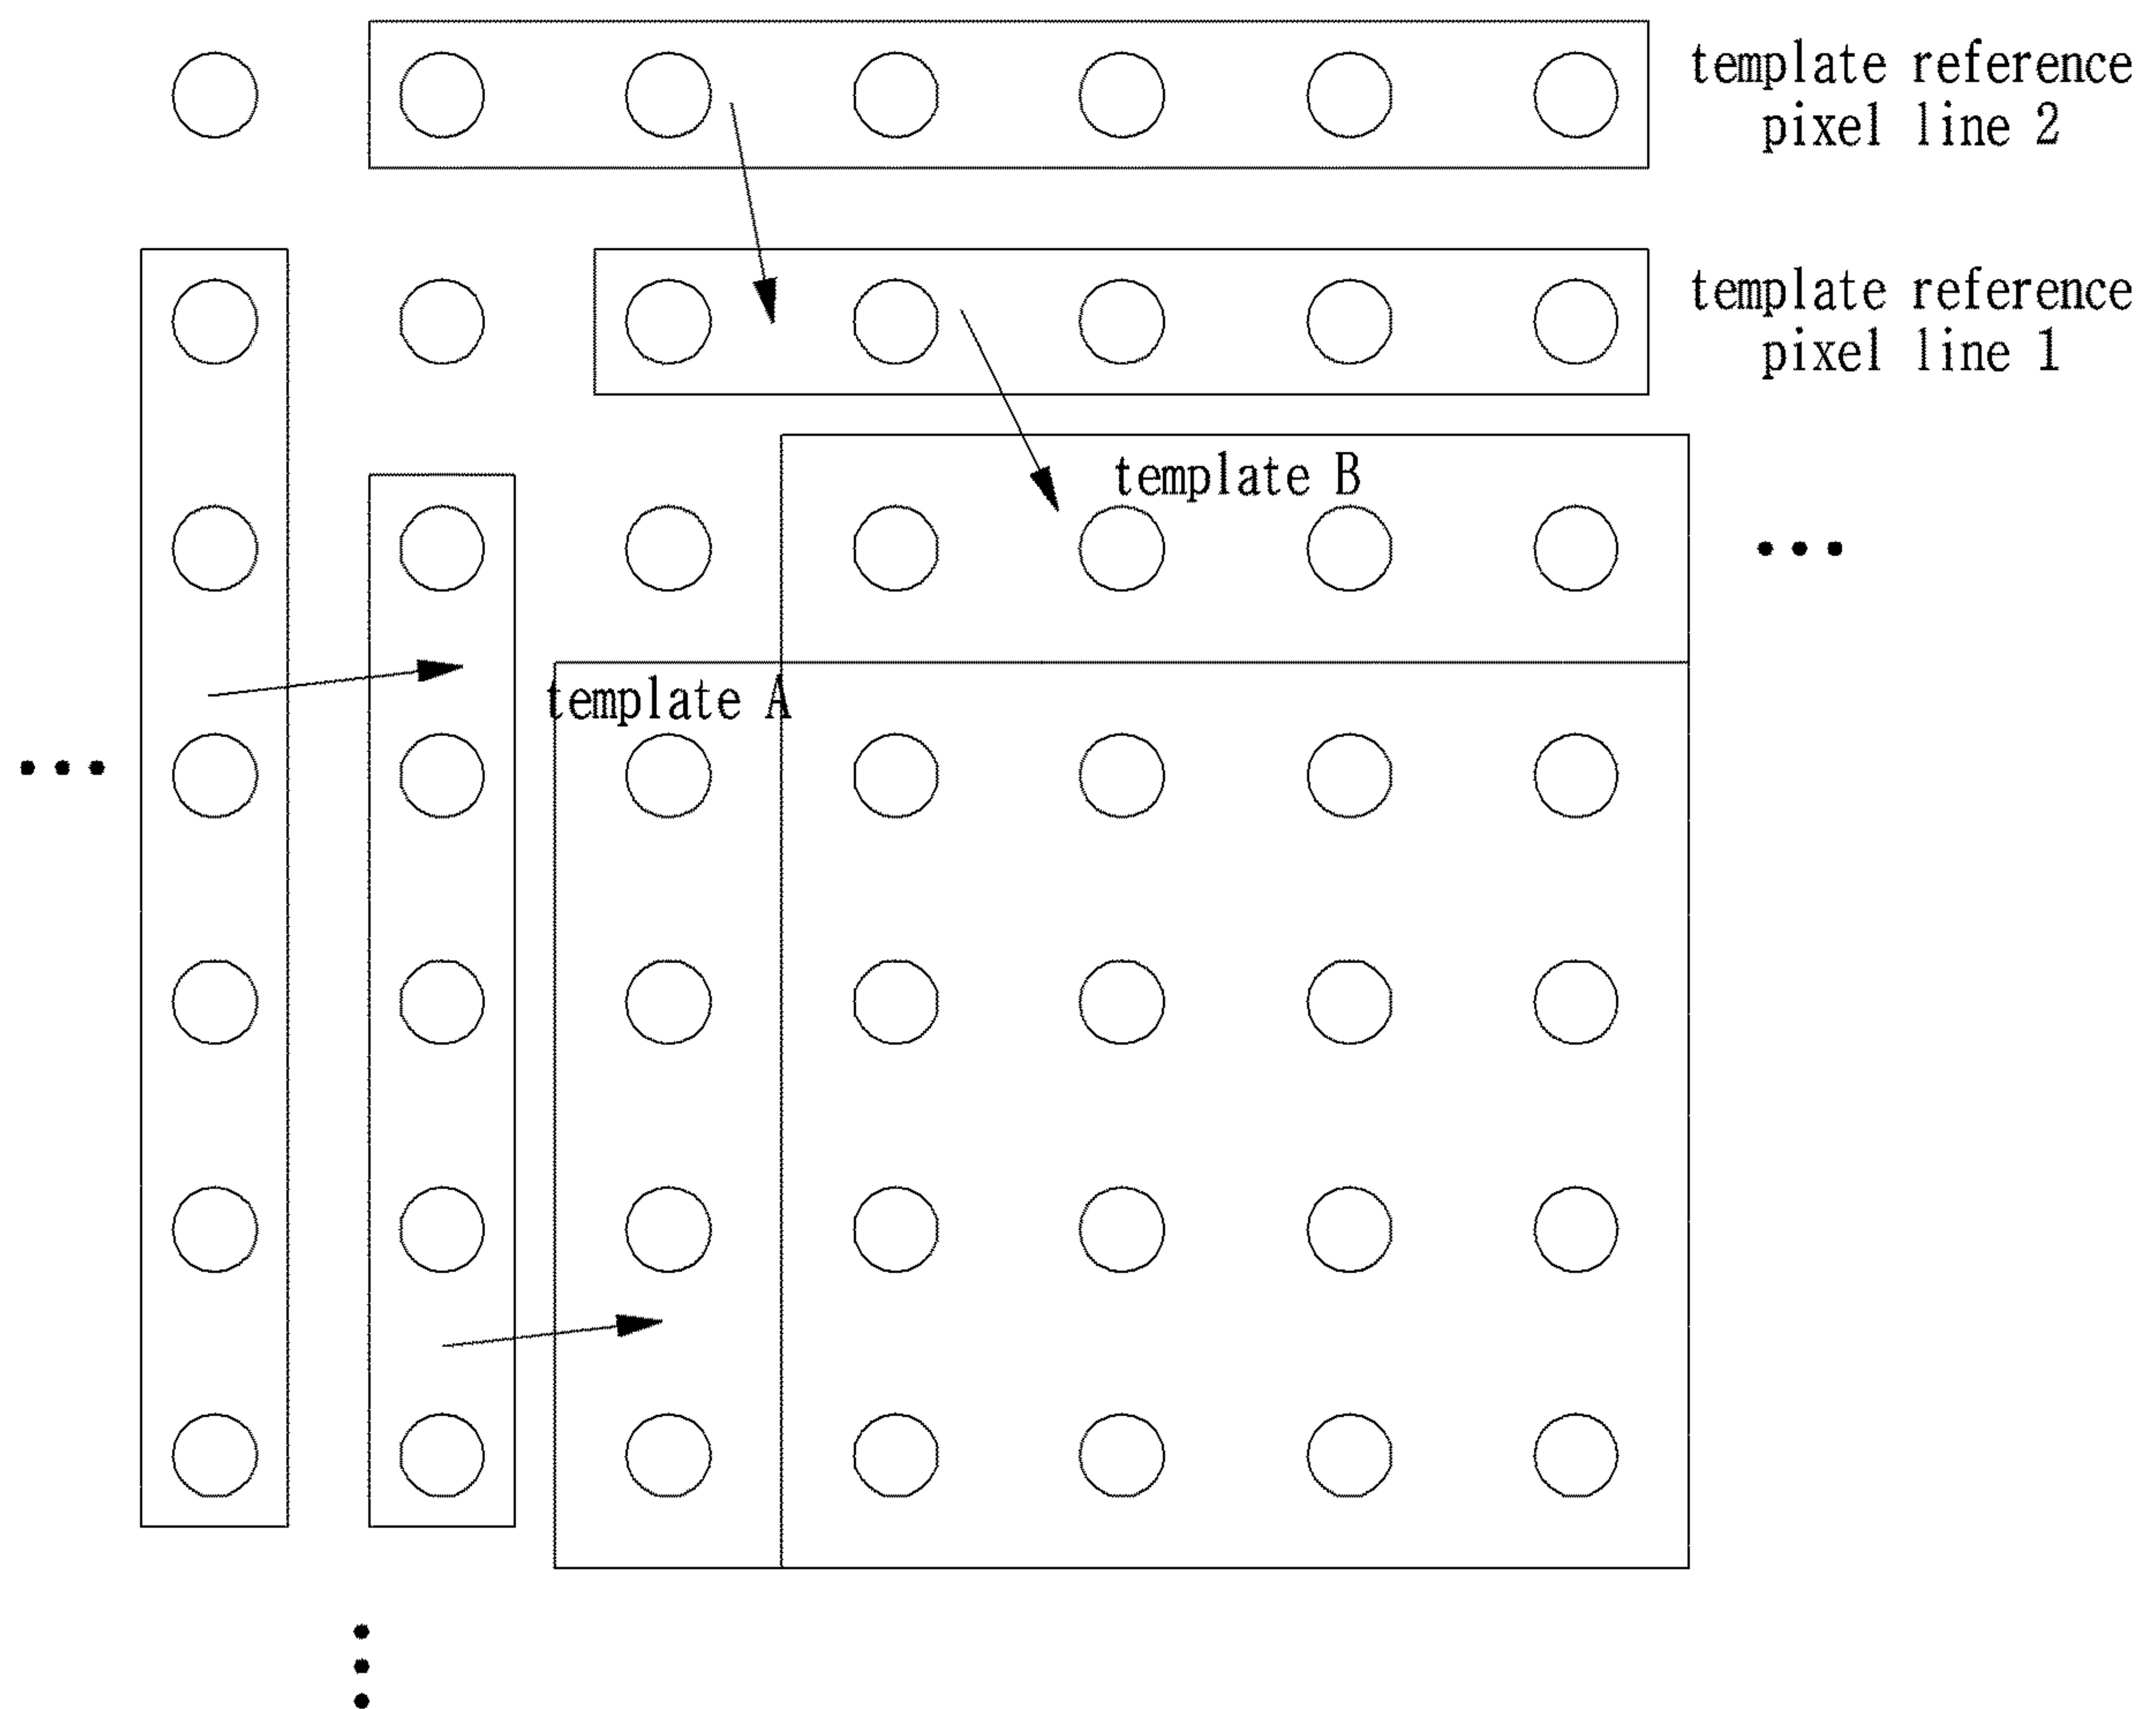 template reference
pixel line 2
template reference
pixel line 1
template B
template A